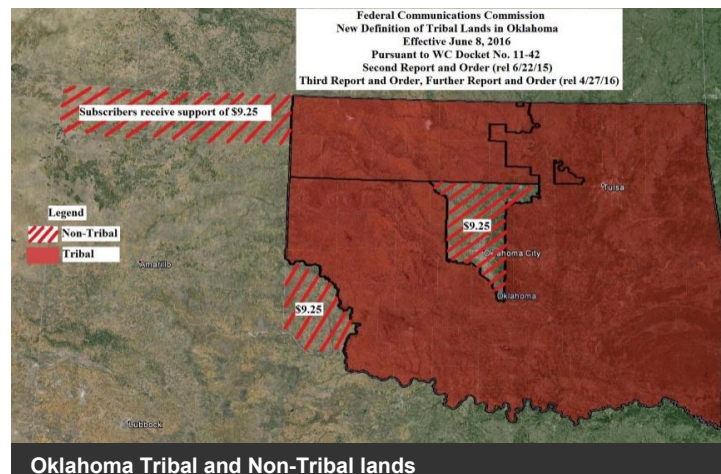 Federal Communications Commission
New Definition of Tribal Lands in Oklahoma
Effective June 8, 2016
Pursuant to WC Docket No. 11-42
Second Report and Order (rel 6/22/15)
Third Report and Order, Further Report and Order (rel 4/27/16)
Subscribers receive support of $9.25
Tulsa
Legend
Non-Tribal
Tribal
$9.25
Oklahoma City
Amarillo
Oklahoma
$9.25
Lubbock
Oklahoma Tribal and Non-Tribal lands